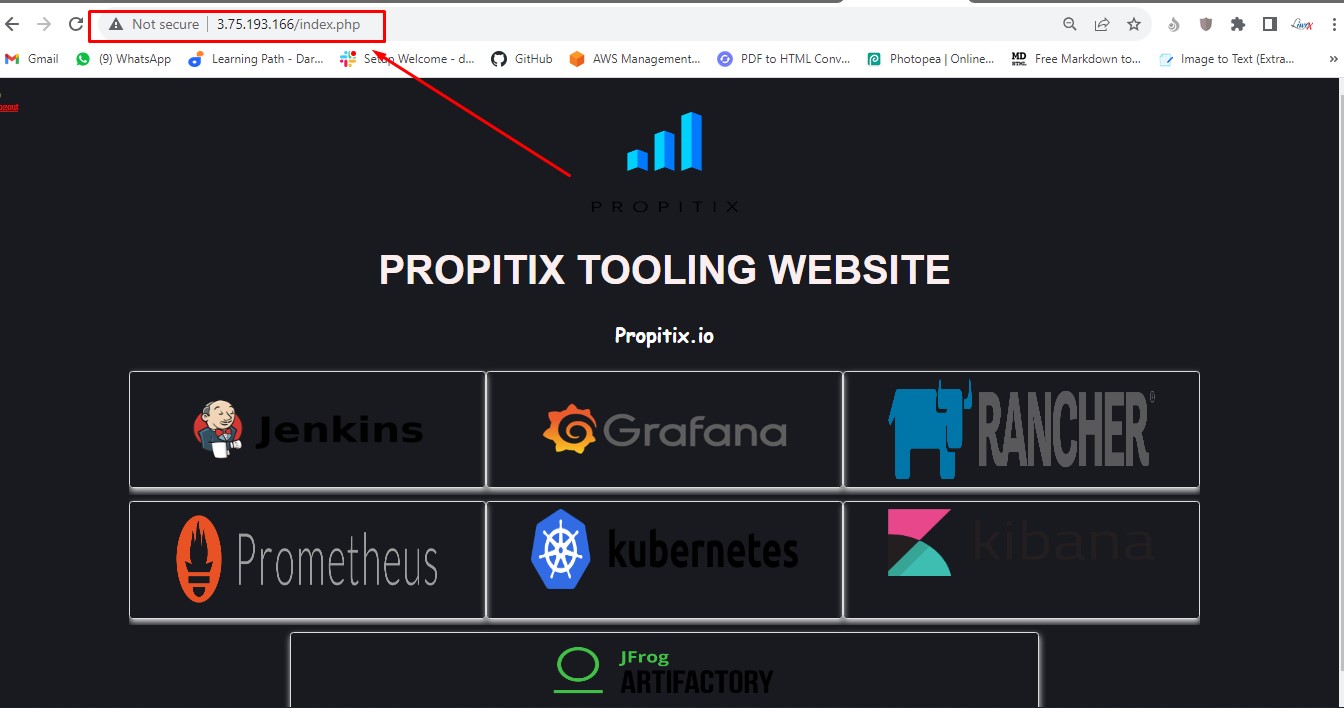 Not secure 3.75.193.166/index.php
Gmail (9) WhatsApp Learning Path - Dar... Setup Welcome - d... GitHub AWS Management... PDF to HTML Conv... MD Photopea | Online... Free Markdown to... Image to Text (Extra... »
ogout
PROPITIX
PROPITIX TOOLING WEBSITE
Propitix.io
Jenkins Grafana RANCHER®
Prometheus kubernetes kibana
JFrog
ARTIFACTORY